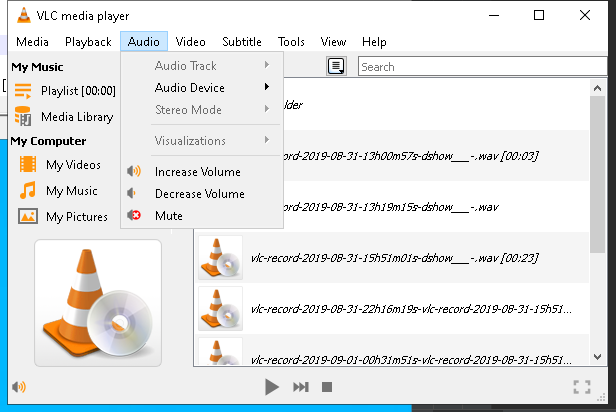 VLC media player
Media Playback Audio Video Subtitle Tools View Help
My Music
Playlist [00:00]
Media Library
My Computer
My Videos
My Music
My Pictures
Audio Track
Audio Device
Stereo Mode
Visualizations
Increase Volume
Decrease Volume
Mute
Search
lder
record-2019-08-31-13h00m57s-dshow___-,wav [00:03]
record-2019-08-31-13h19m15s-dshow___-,wav
vlc-record-2019-08-31-15h51m01s-dshow___-,wav [00:23]
vlc-record-2019-08-31-22h16m19s-vlc-record-2019-08-31-15h51...
vlc-record-2019-09-01-00h31m51s-vlc-record-2019-08-31-15h51...